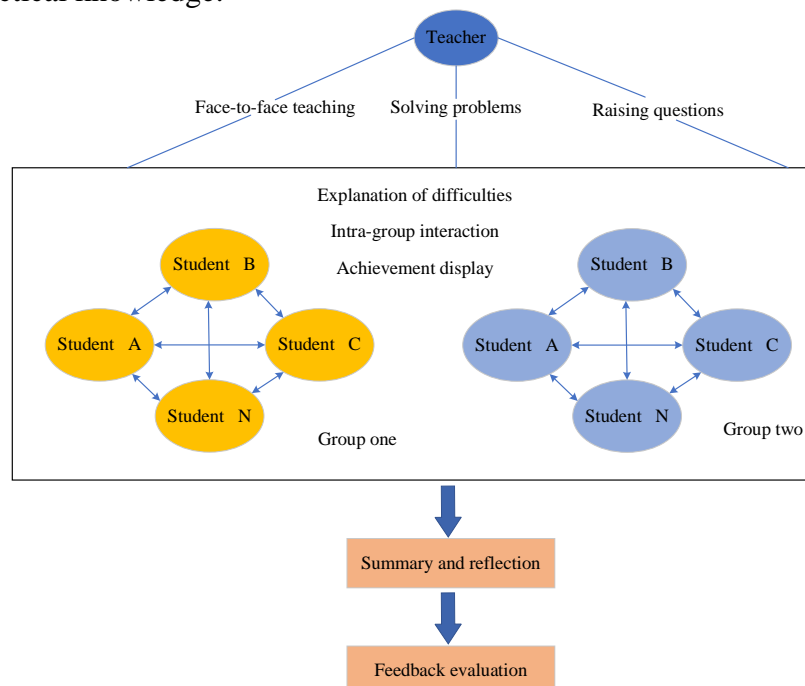 Teacher
Face-to-face teaching
Solving problems
Raising questions
Explanation of difficulties
Intra-group interaction
Achievement display
Student B
Student A
Student C
Student N
Group one
Student B
Student A
Student C
Student N
Group two
Summary and reflection
Feedback evaluation